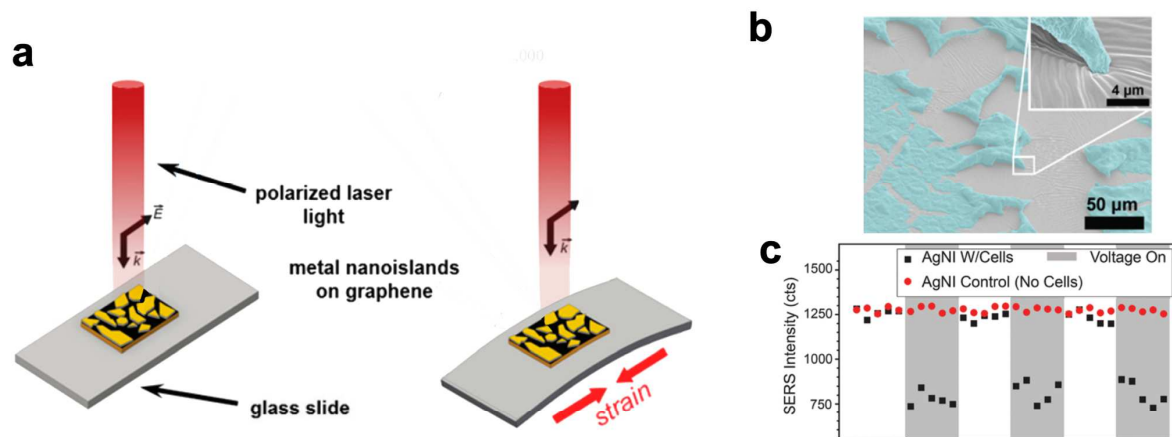 a
polarized laser
light
E
k
metal nanoislands
on graphene
glass slide
.000
k
strain
b
4 µm
50 µm
c
AgNI W/Cells
Voltage On
AgNI Control (No Cells)
SERS Intensity (cts)
1500
1250
1000
750